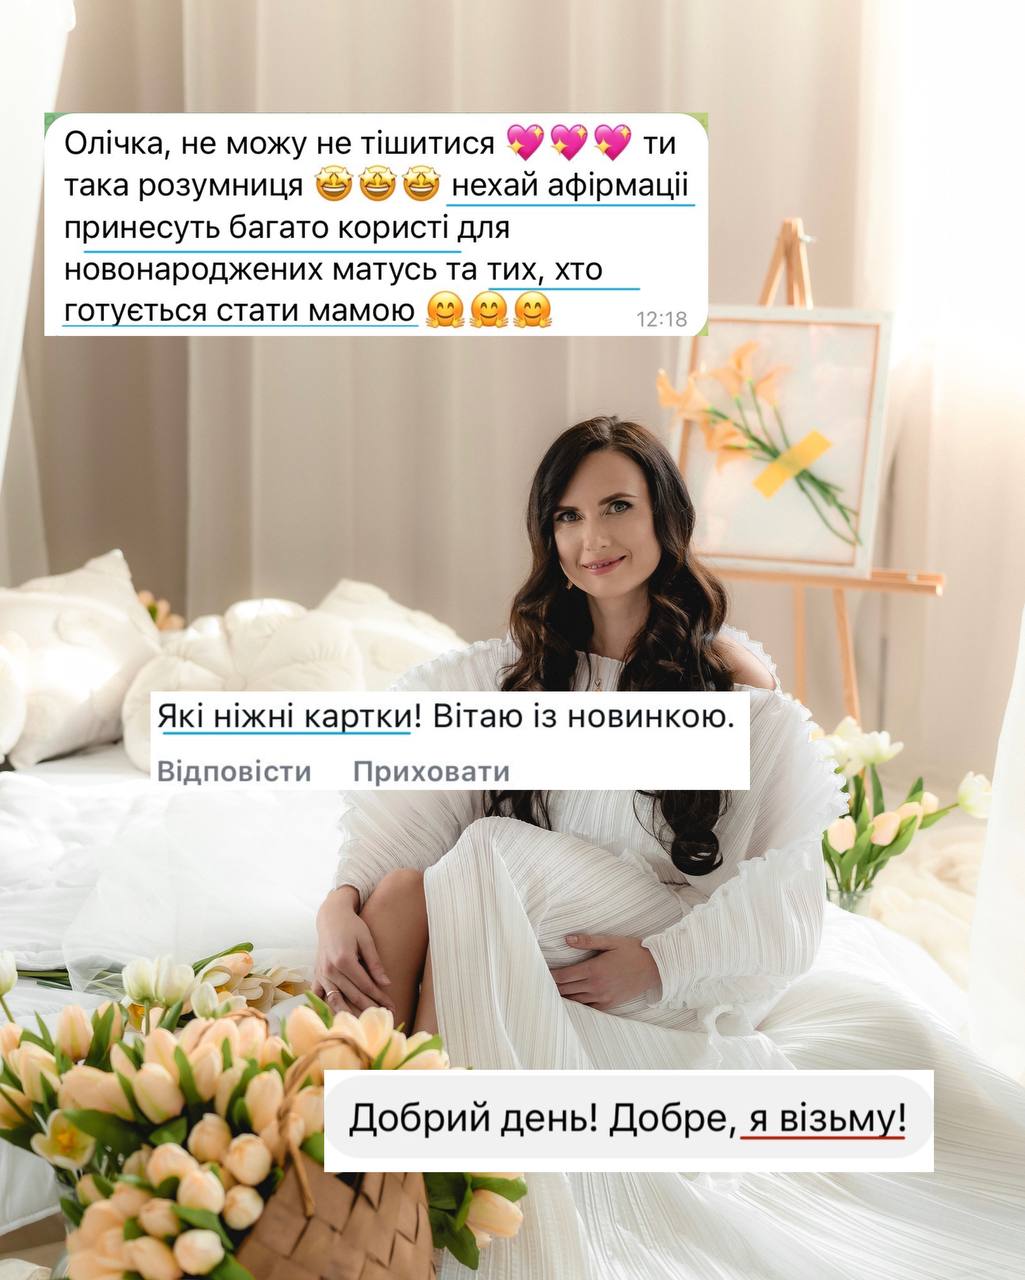 Олічка, не можу не тішитися 💖💖💖 ти
така розумниця 🤩🤩🤩 нехай афірмаціі
принесуть багато користі для
новонароджених матусь та тих, хто
готується стати мамою 🤗🤗🤗
12:18
Які ніжні картки! Вітаю із новинкою.
Відповісти Приховати
Добрий день! Добре, я візьму!